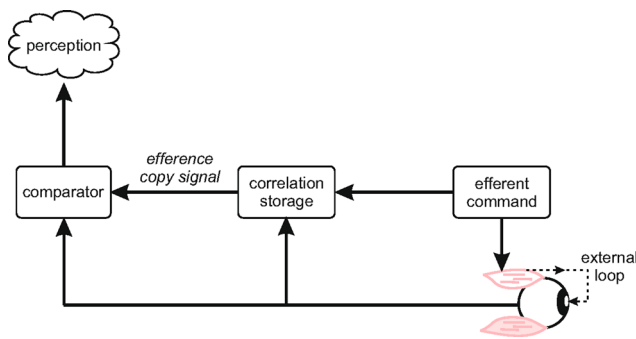 perception
efference
copy signal
comparator
correlation
storage
efferent
command
external
loop